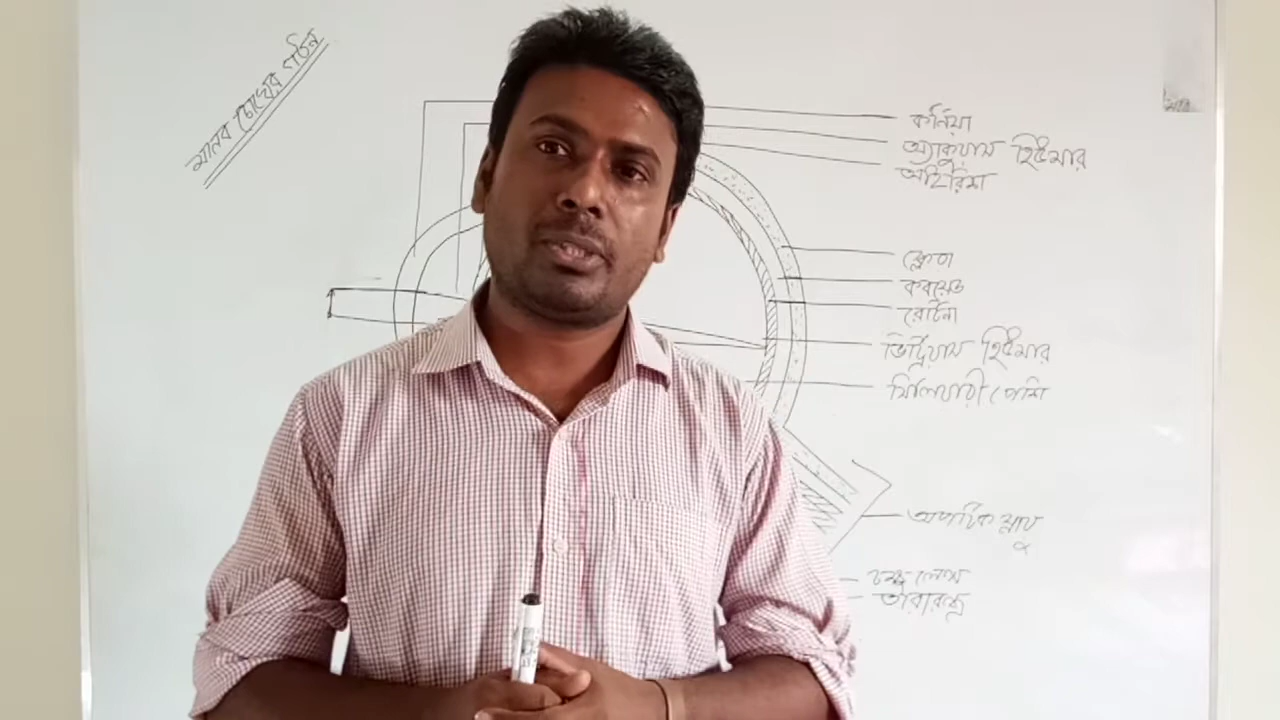 মানব চোখের গঠন
কর্নিয়া
অ্যাকুয়াস হিউমার
আইরিশ
স্ক্লেরা
করয়েড
রেটিনা
ভিট্রিয়াস হিউমার
সিলিয়ারী পেশি
অপটিক স্নায়ু
চক্ষু লেন্স
তারারন্ধ্র